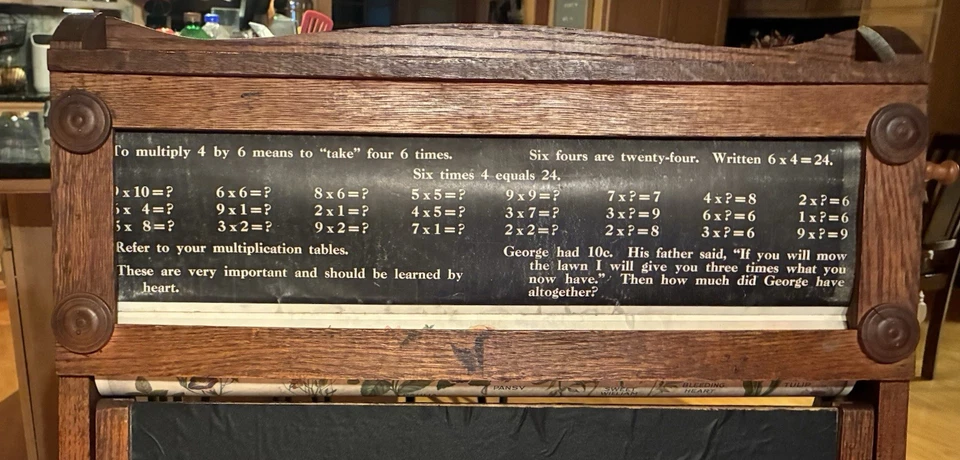 To multiply 4 by 6 means to “take” four 6 times. Six fours are twenty-four. Written 6 x 4 = 24.
Six times 4 equals 24.
x 10 = ? 6 x 6 = ? 8 x 6 = ? 5 x 5 = ? 9 x 9 = ? 7 x ? = 7 4 x ? = 8 2 x ? = 6
x 4 = ? 9 x 1 = ? 2 x 1 = ? 4 x 5 = ? 3 x 7 = ? 3 x ? = 9 6 x ? = 6 1 x ? = 6
x 8 = ? 3 x 2 = ? 9 x 2 = ? 7 x 1 = ? 2 x 2 = ? 2 x ? = 8 3 x ? = 6 9 x ? = 9
Refer to your multiplication tables.
These are very important and should be learned by
heart.
George had 10c. His father said, “If you will mow
the lawn I will give you three times what you
now have.” Then how much did George have
altogether?
PANSY SWEET WILLIAM BLEEDING HEART TULIP